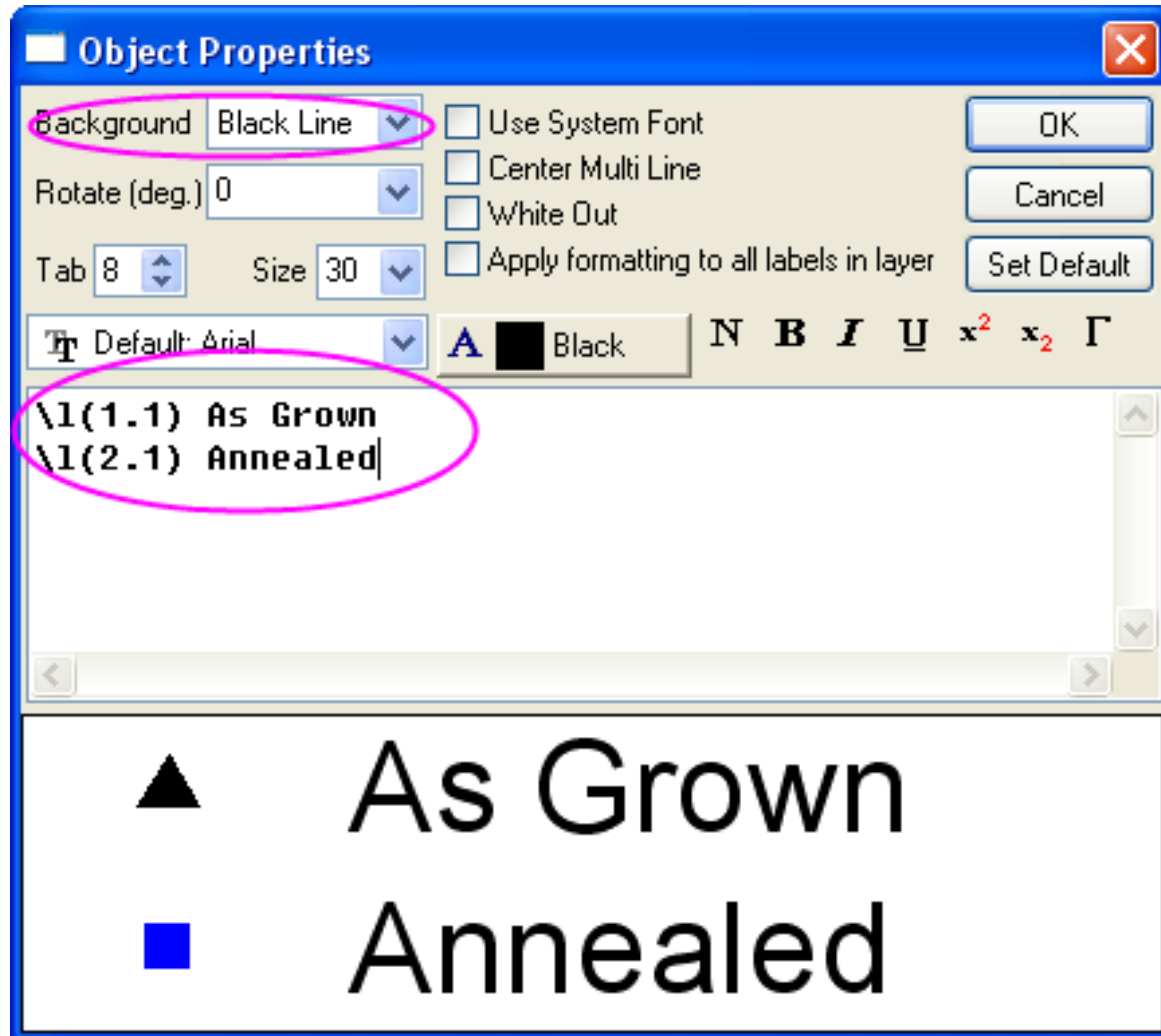 Object Properties
Background Black Line
Use System Font
OK
Center Multi Line
Rotate (deg.) 0
White Out
Cancel
Tab 8 Size 30
Apply formatting to all labels in layer
Set Default
Default: Arial
A Black N B I U x² x₂ Γ
\l(1.1) As Grown
\l(2.1) Annealed
As Grown
Annealed